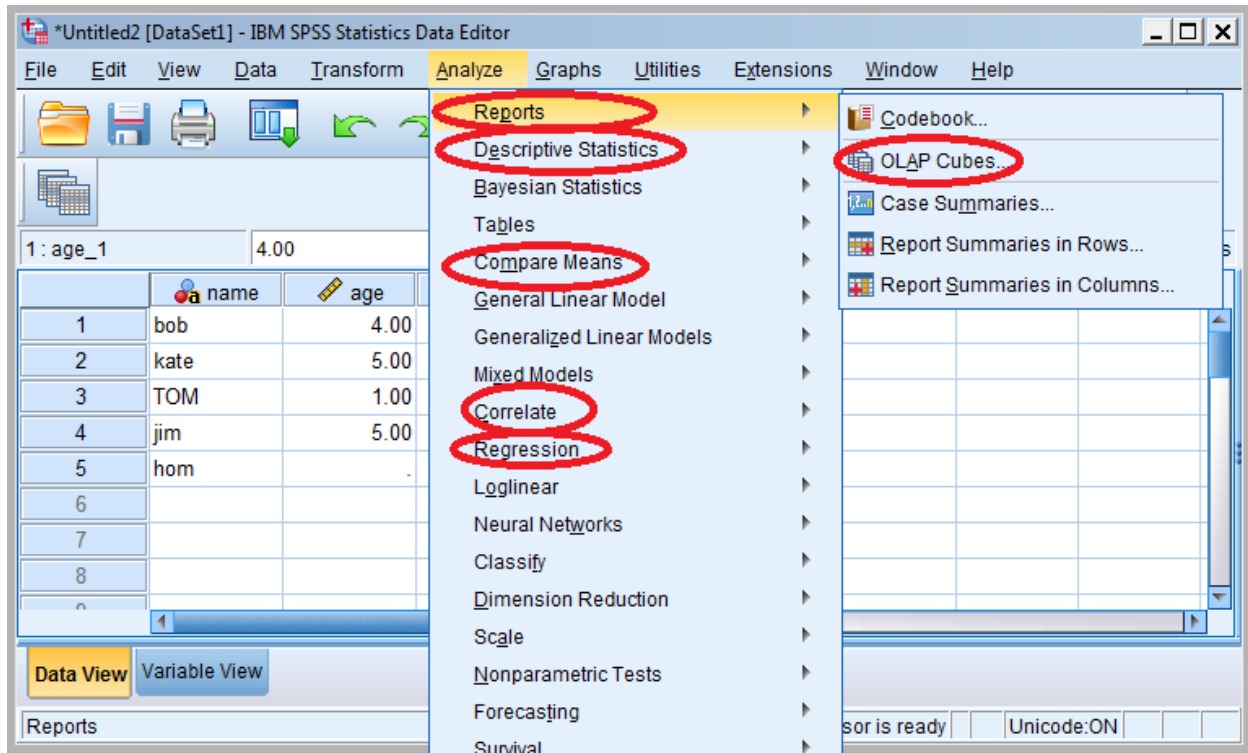 *Untitled2 [DataSet1] - IBM SPSS Statistics Data Editor
File Edit View Data Transform Analyze Graphs Utilities Extensions Window Help
Reports
Descriptive Statistics
Bayesian Statistics
Tables
Compare Means
General Linear Model
Generalized Linear Models
Mixed Models
Correlate
Regression
Loglinear
Neural Networks
Classify
Dimension Reduction
Scale
Nonparametric Tests
Forecasting
Survival
Codebook...
OLAP Cubes...
Case Summaries...
Report Summaries in Rows...
Report Summaries in Columns...
1 : age_1 4.00
name age
1 bob 4.00
2 kate 5.00
3 TOM 1.00
4 jim 5.00
5 hom .
6
7
8
Data View Variable View
Reports sor is ready Unicode:ON